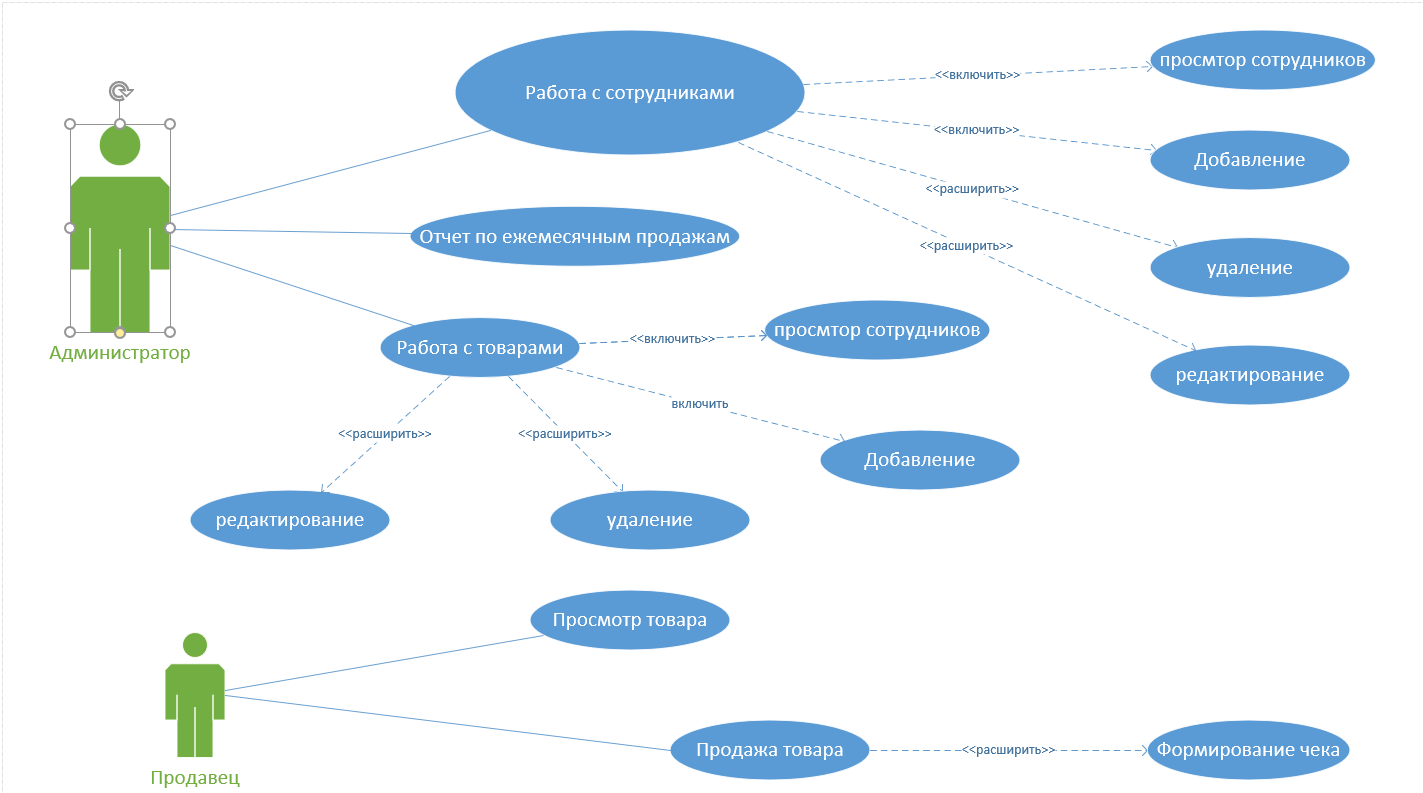 просмтор сотрудников
<<включить>>
Работа с сотрудниками
<<включить>>
Добавление
<<расширить>>
Отчет по ежемесячным продажам
<<расширить>>
удаление
просмтор сотрудников
<<включить>>
Работа с товарами
Администратор
редактирование
включить
<<расширить>>
<<расширить>>
Добавление
редактирование
удаление
Просмотр товара
Продажа товара
<<расширить>>
Формирование чека
Продавец